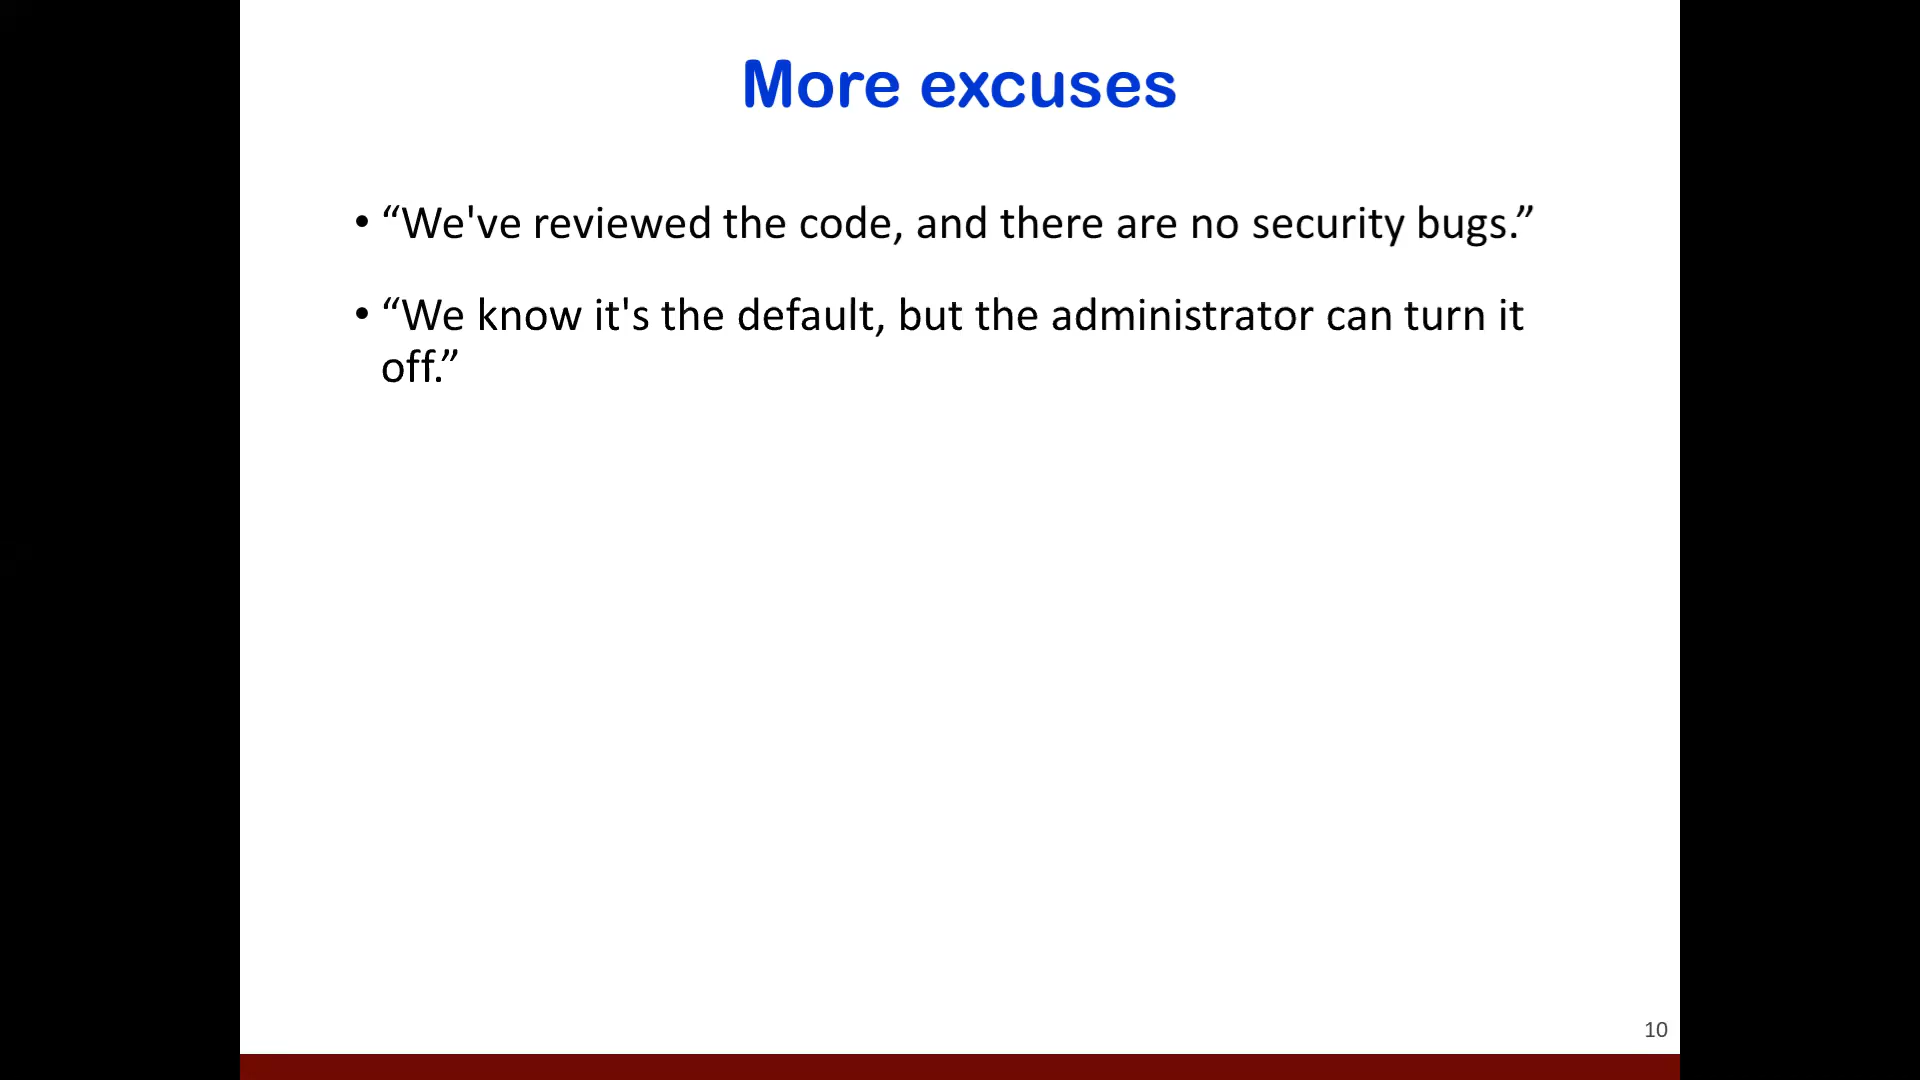 More excuses
• “We've reviewed the code, and there are no security bugs.”
• “We know it's the default, but the administrator can turn it
off.”
10